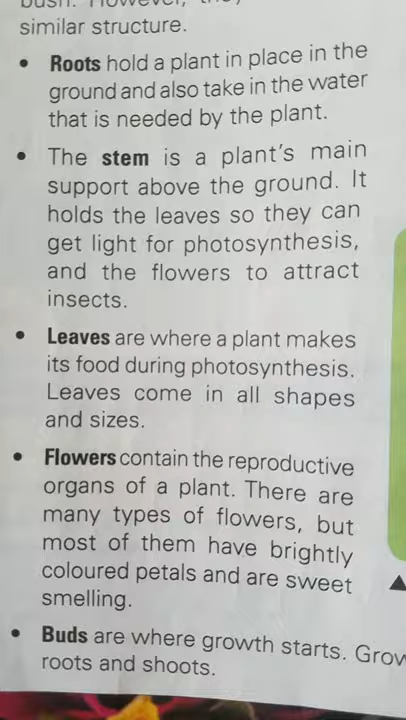 similar structure.
• Roots hold a plant in place in the
ground and also take in the water
that is needed by the plant.
• The stem is a plant's main
support above the ground. It
holds the leaves so they can
get light for photosynthesis,
and the flowers to attract
insects.
• Leaves are where a plant makes
its food during photosynthesis.
Leaves come in all shapes
and sizes.
• Flowers contain the reproductive
organs of a plant. There are
many types of flowers, but
most of them have brightly
coloured petals and are sweet
smelling.
• Buds are where growth starts. Grow
roots and shoots.